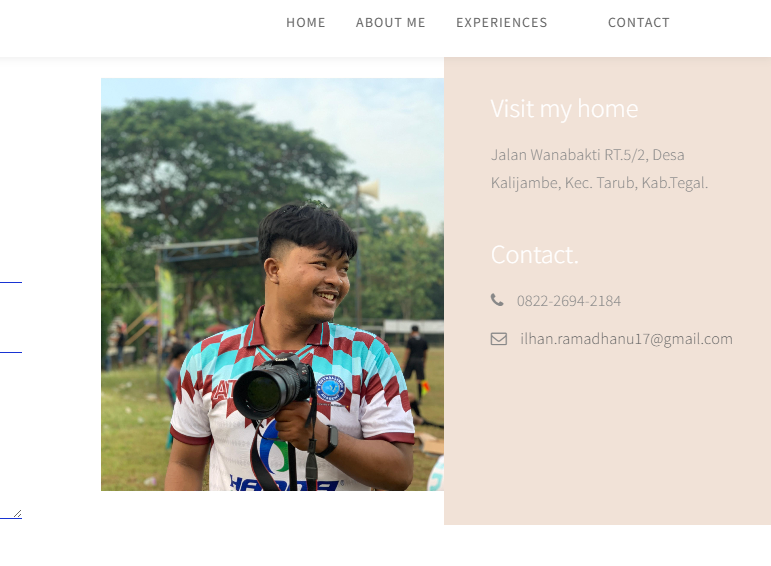 HOME ABOUT ME EXPERIENCES CONTACT
Visit my home
Jalan Wanabakti RT.5/2, Desa
Kalijambe, Kec. Tarub, Kab.Tegal.
Contact.
0822-2694-2184
ilhan.ramadhanu17@gmail.com